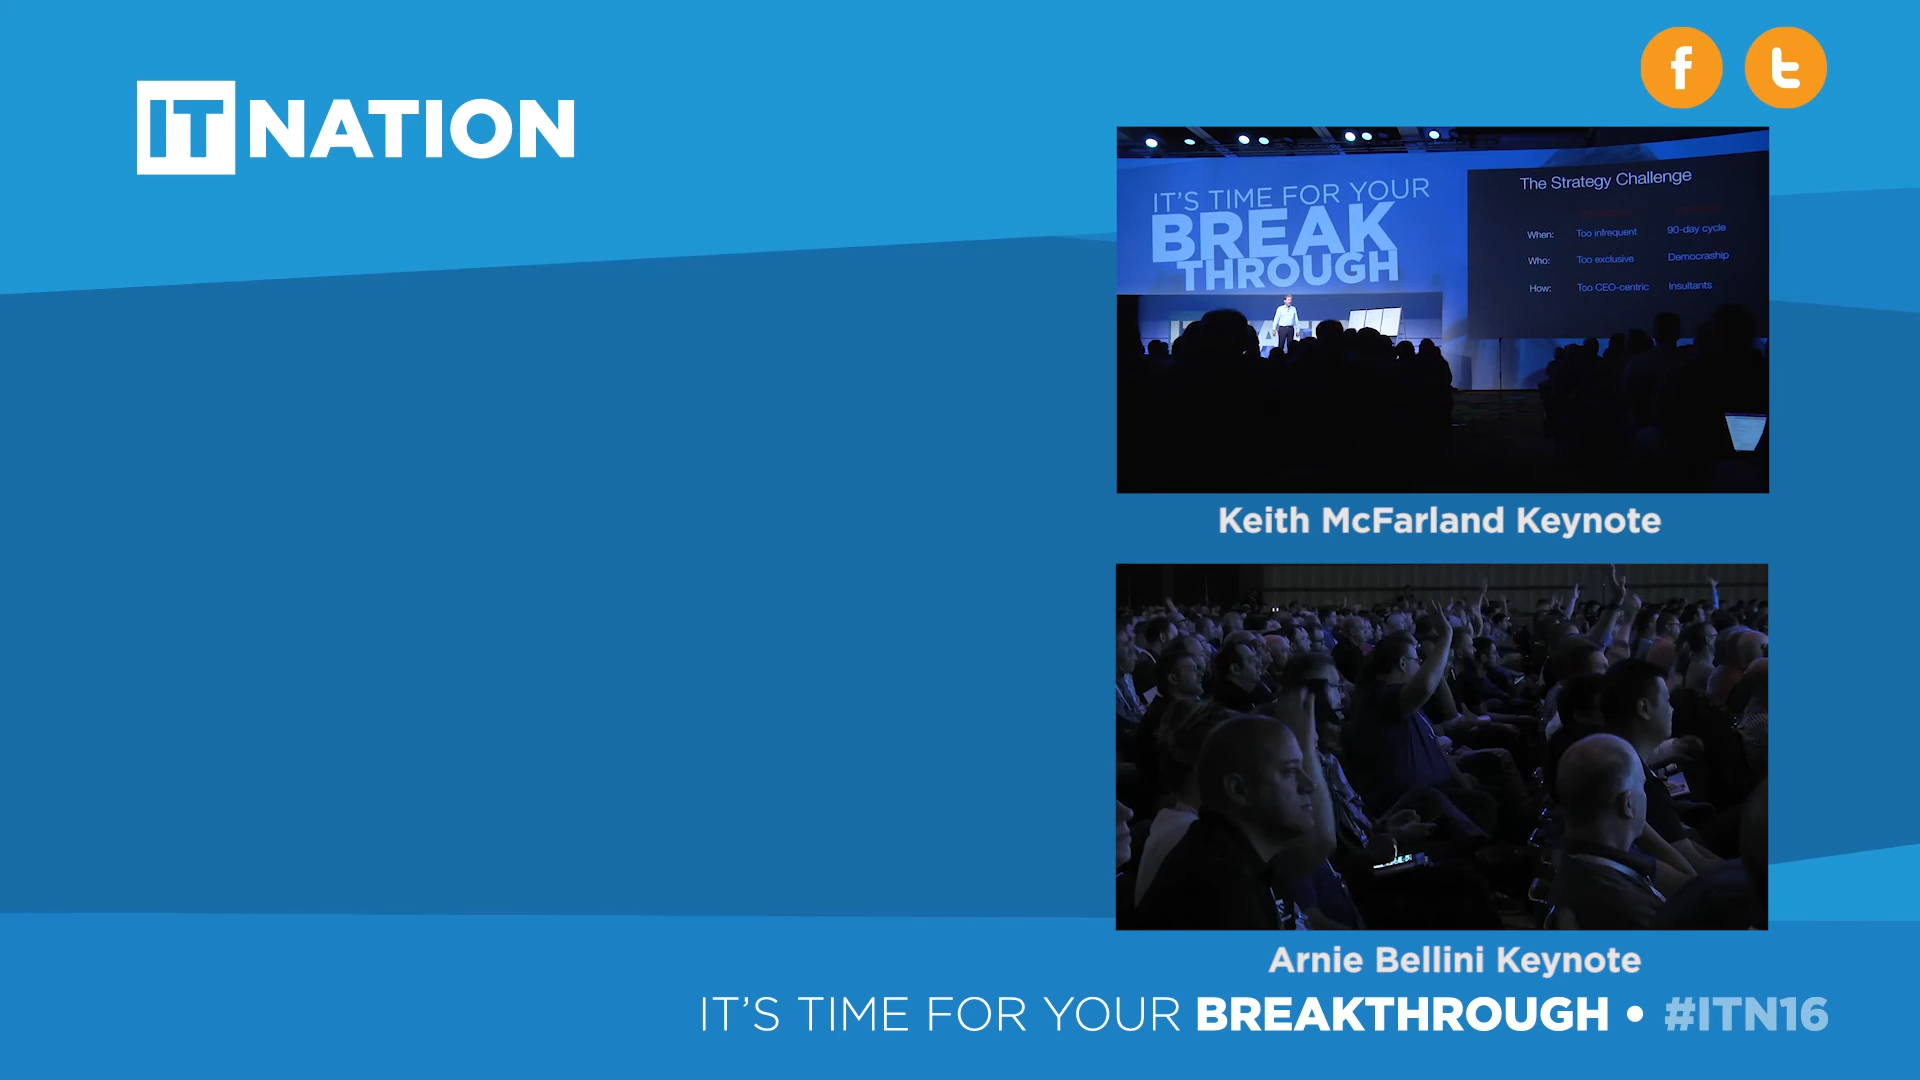 IT NATION
f t
IT'S TIME FOR YOUR
BREAK
THROUGH
The Strategy Challenge
When: Too infrequent 90-day cycle
Who: Too exclusive Democraship
How: Too CEO-centric Insultants
Keith McFarland Keynote
Arnie Bellini Keynote
IT'S TIME FOR YOUR BREAKTHROUGH • #ITN16